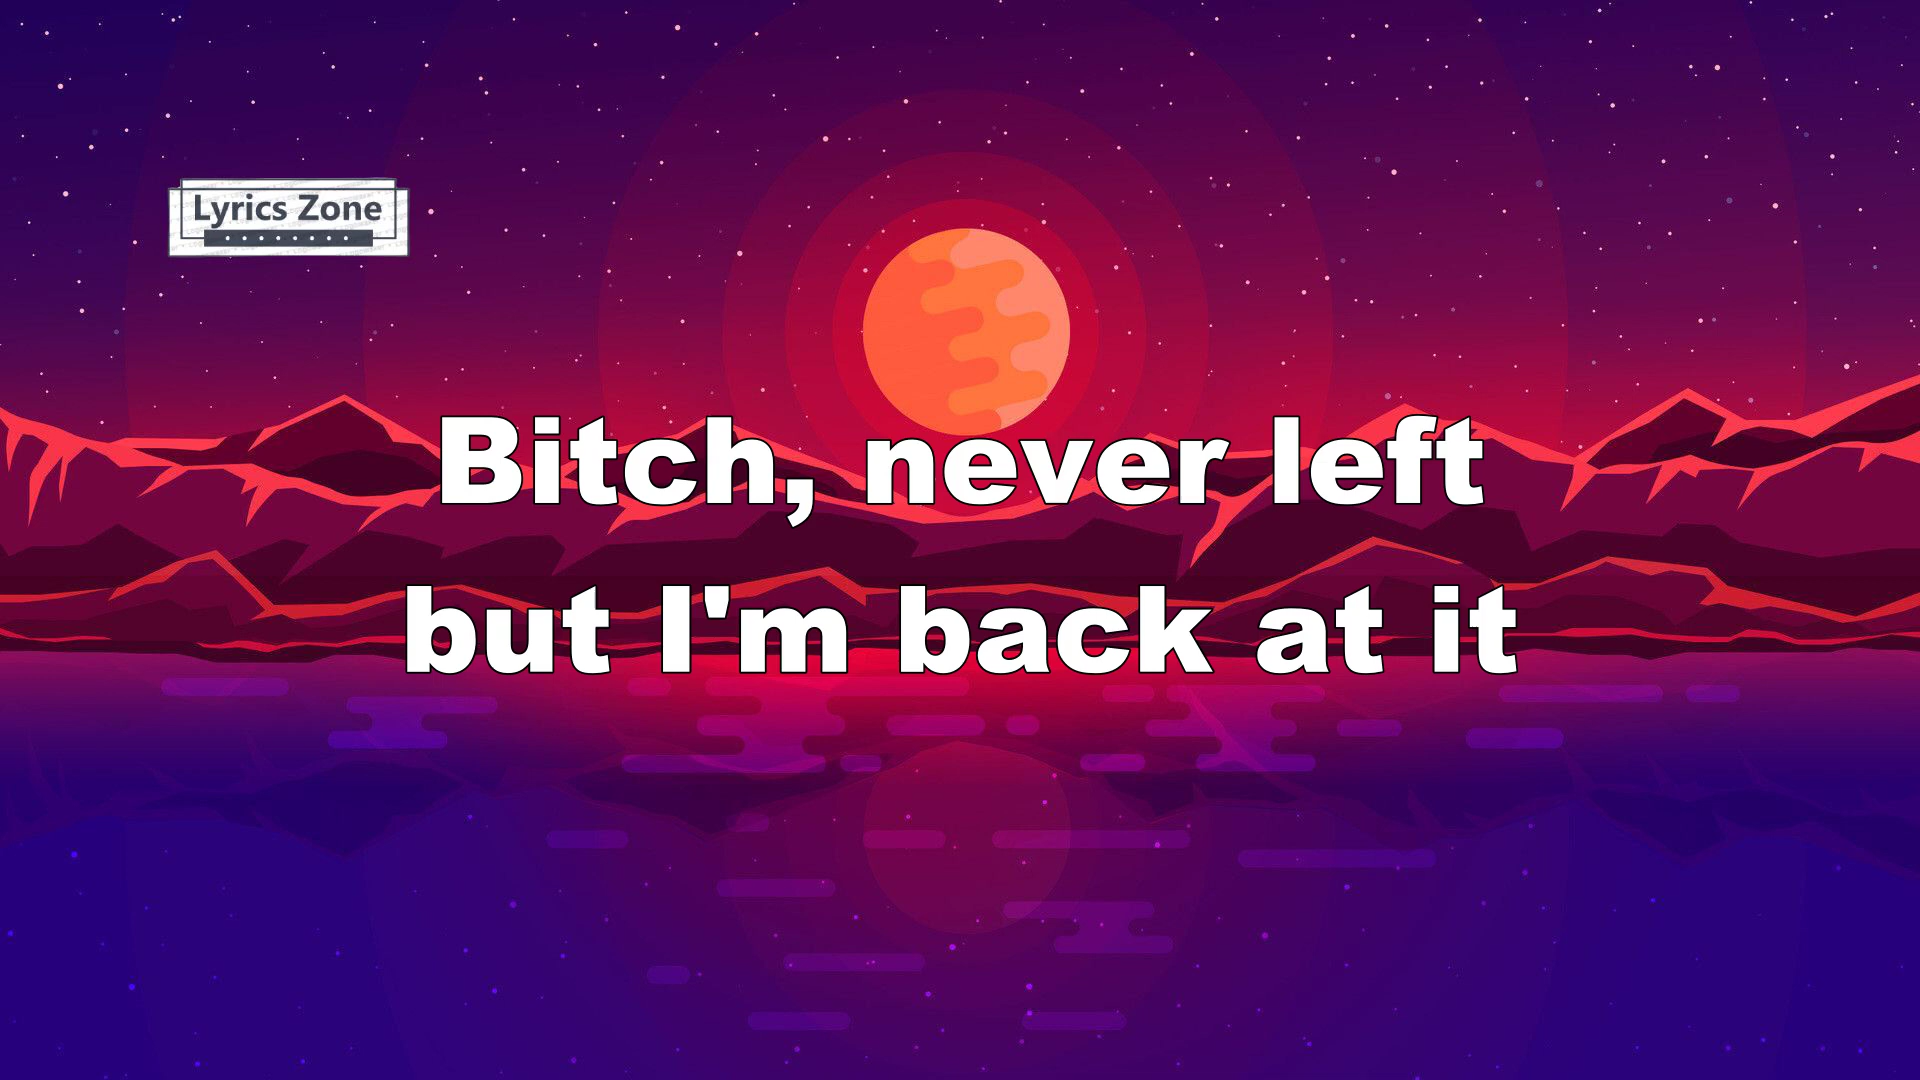 Lyrics Zone
Bitch, never left
but I'm back at it